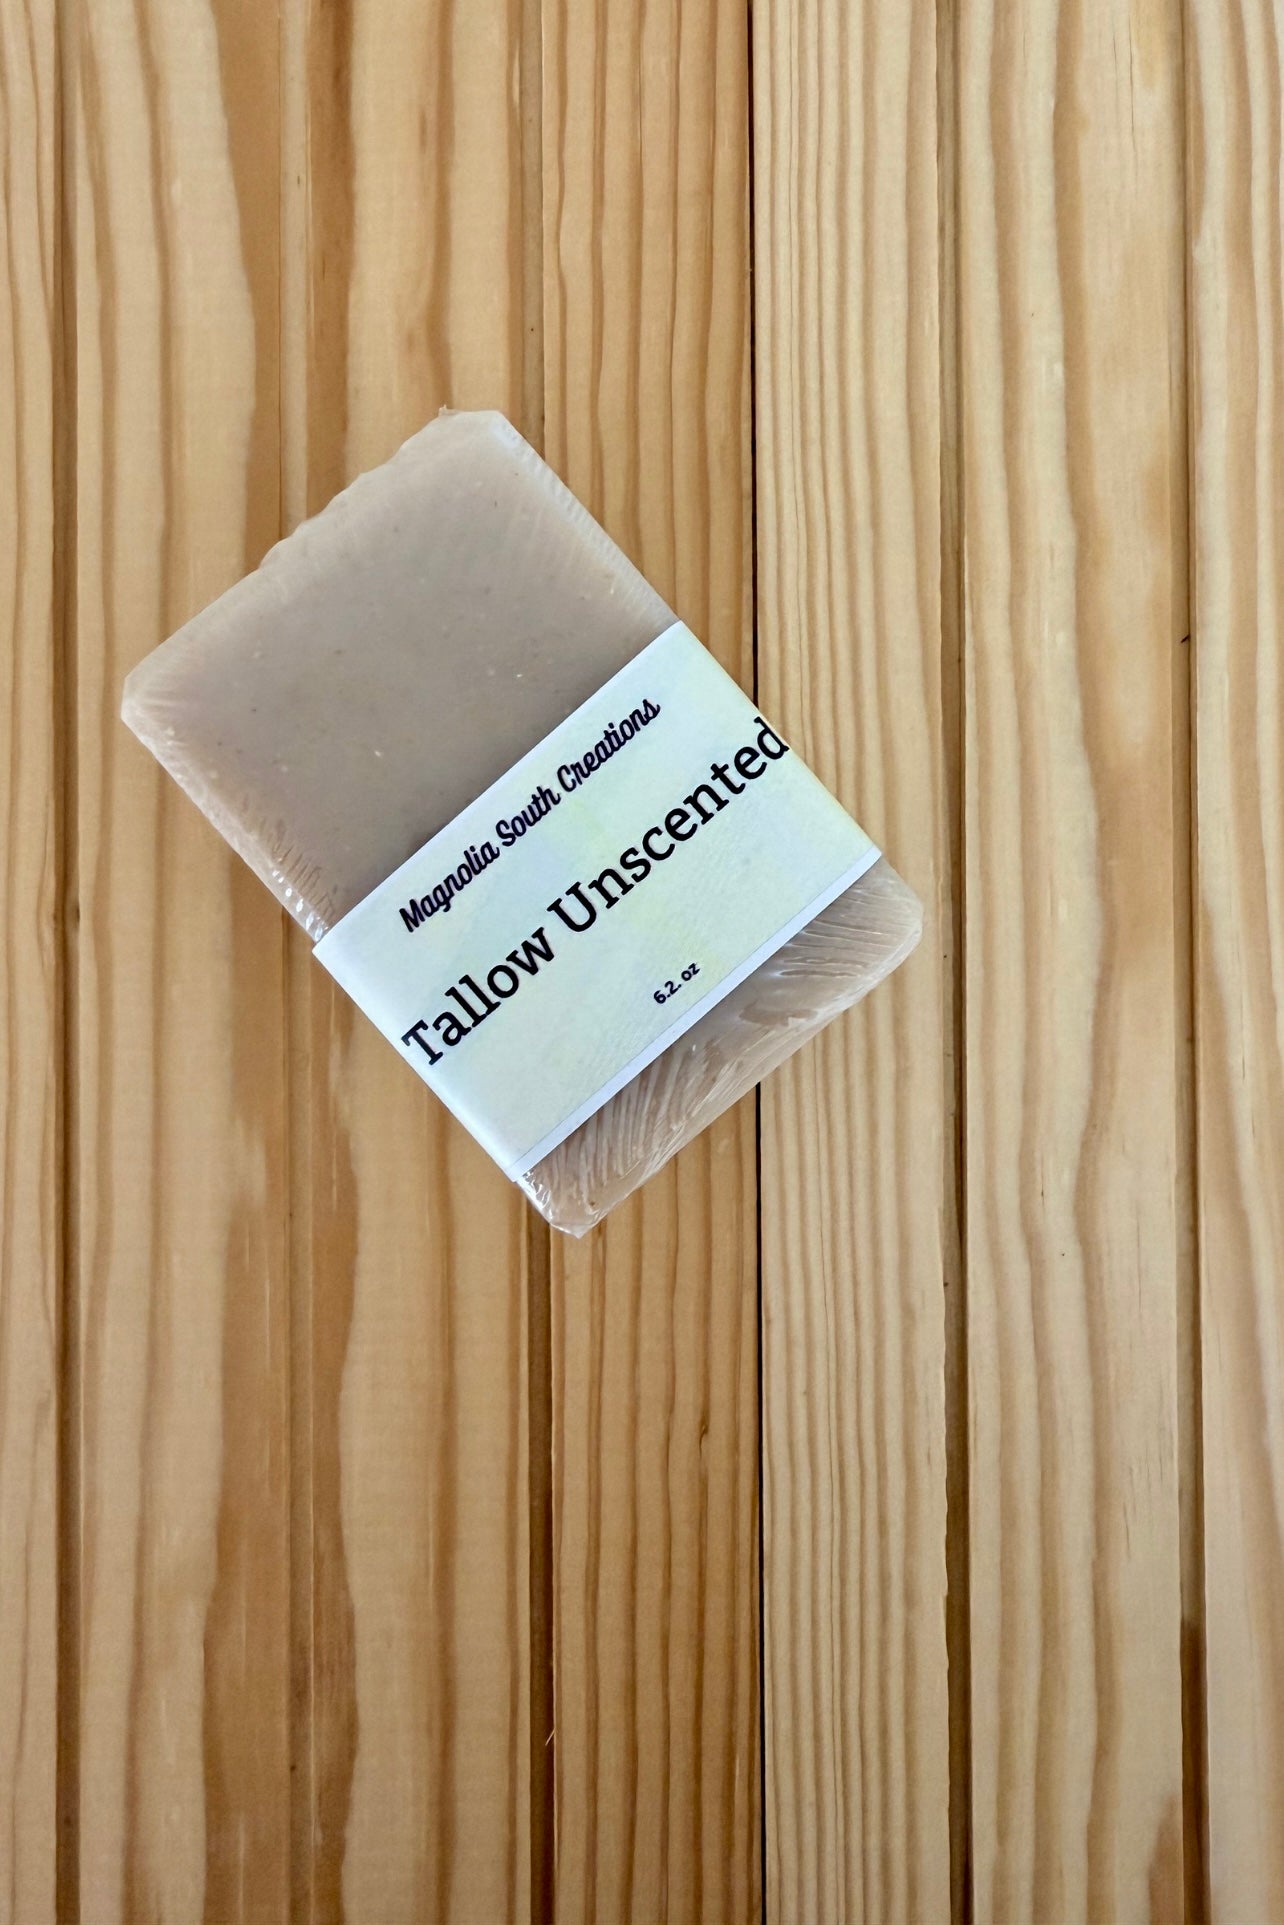 Magnolia South Creations
Tallow Unscented
6.2. oz